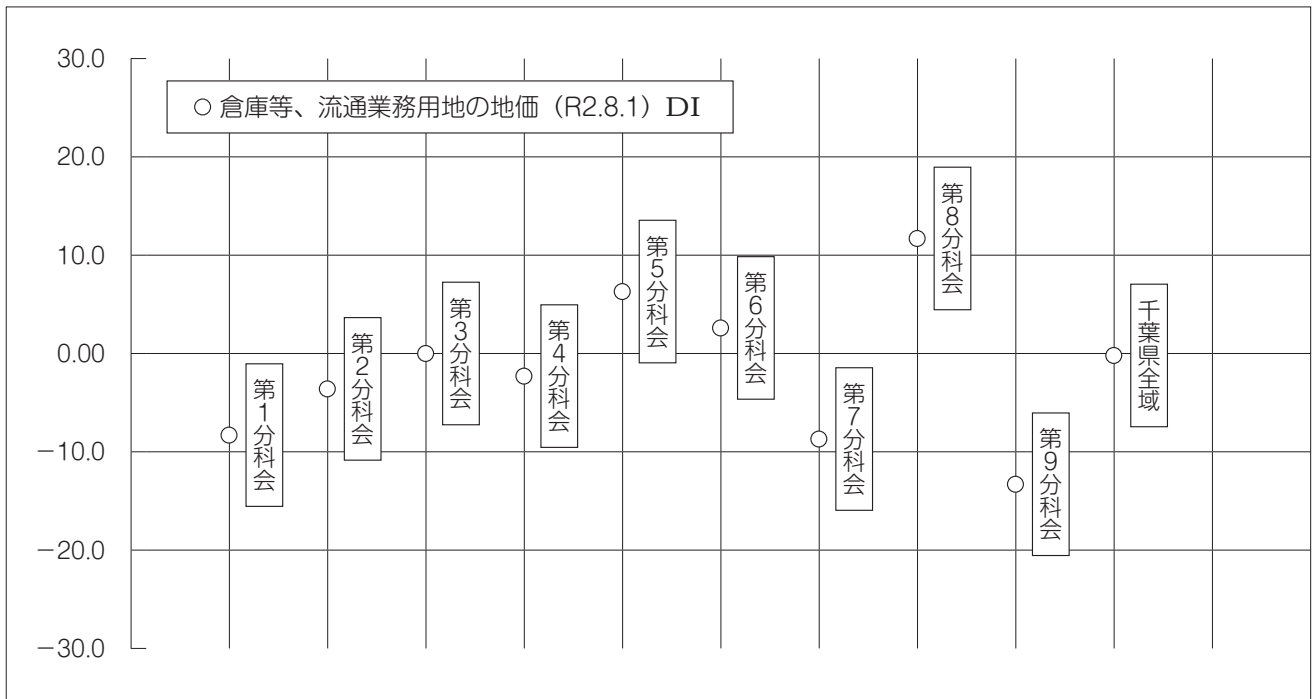 30.0
20.0
10.0
0.00
−10.0
−20.0
−30.0
○ 倉庫等、流通業務用地の地価（R2.8.1）DI
第1分科会
第2分科会
第3分科会
第4分科会
第5分科会
第6分科会
第7分科会
第8分科会
第9分科会
千葉県全域